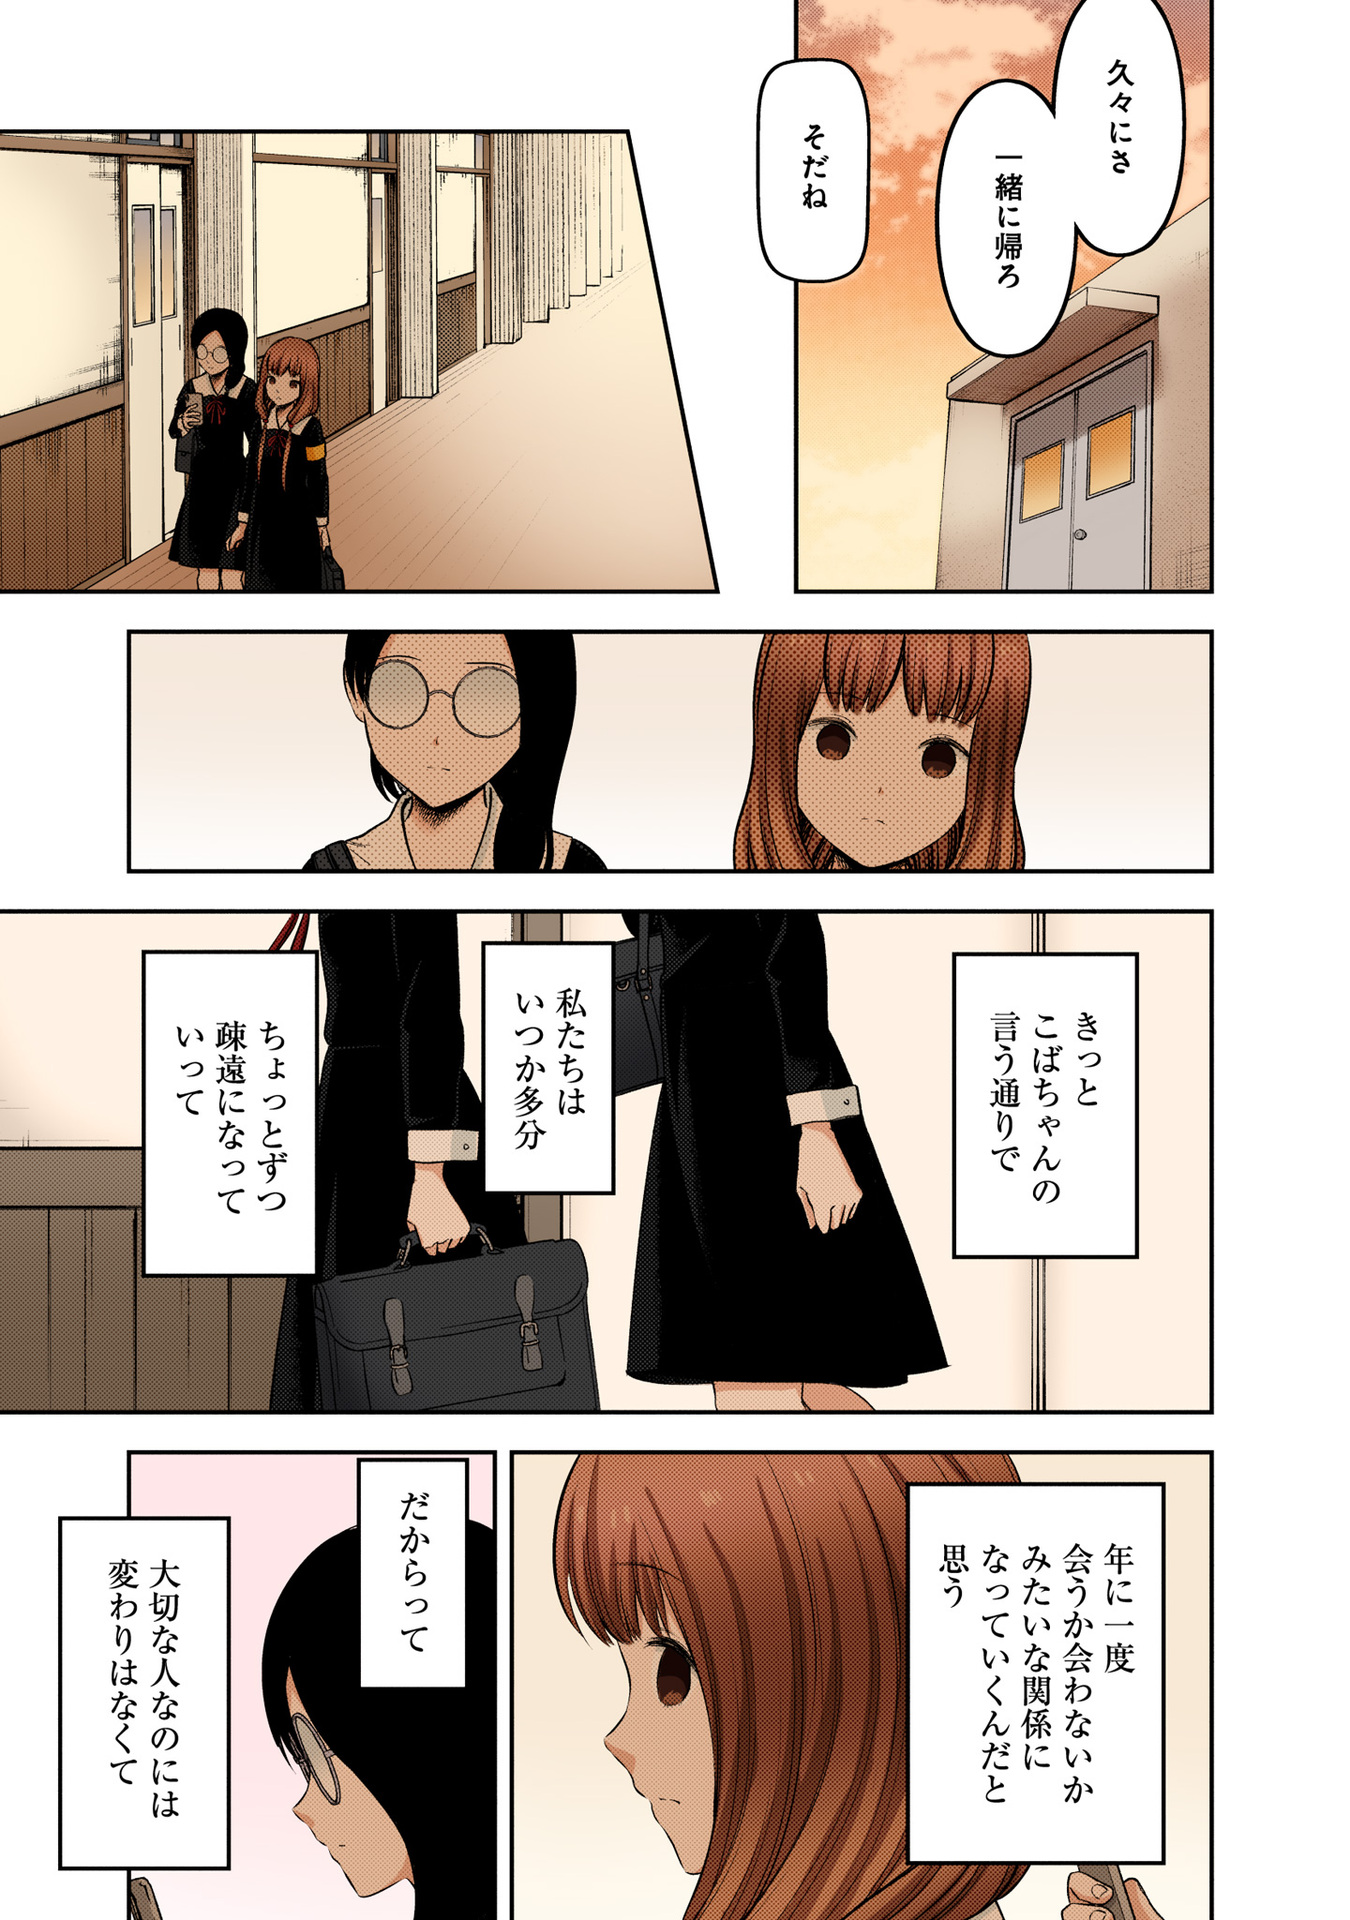 久々にさ
一緒に帰ろ
そだね
きっと
こばちゃんの
言う通りで
私たちは
いつか多分
ちょっとずつ
疎遠になって
いって
年に一度
会うか会わないか
みたいな関係に
なっていくんだと
思う
だからって
大切な人なのには
変わりはなくて